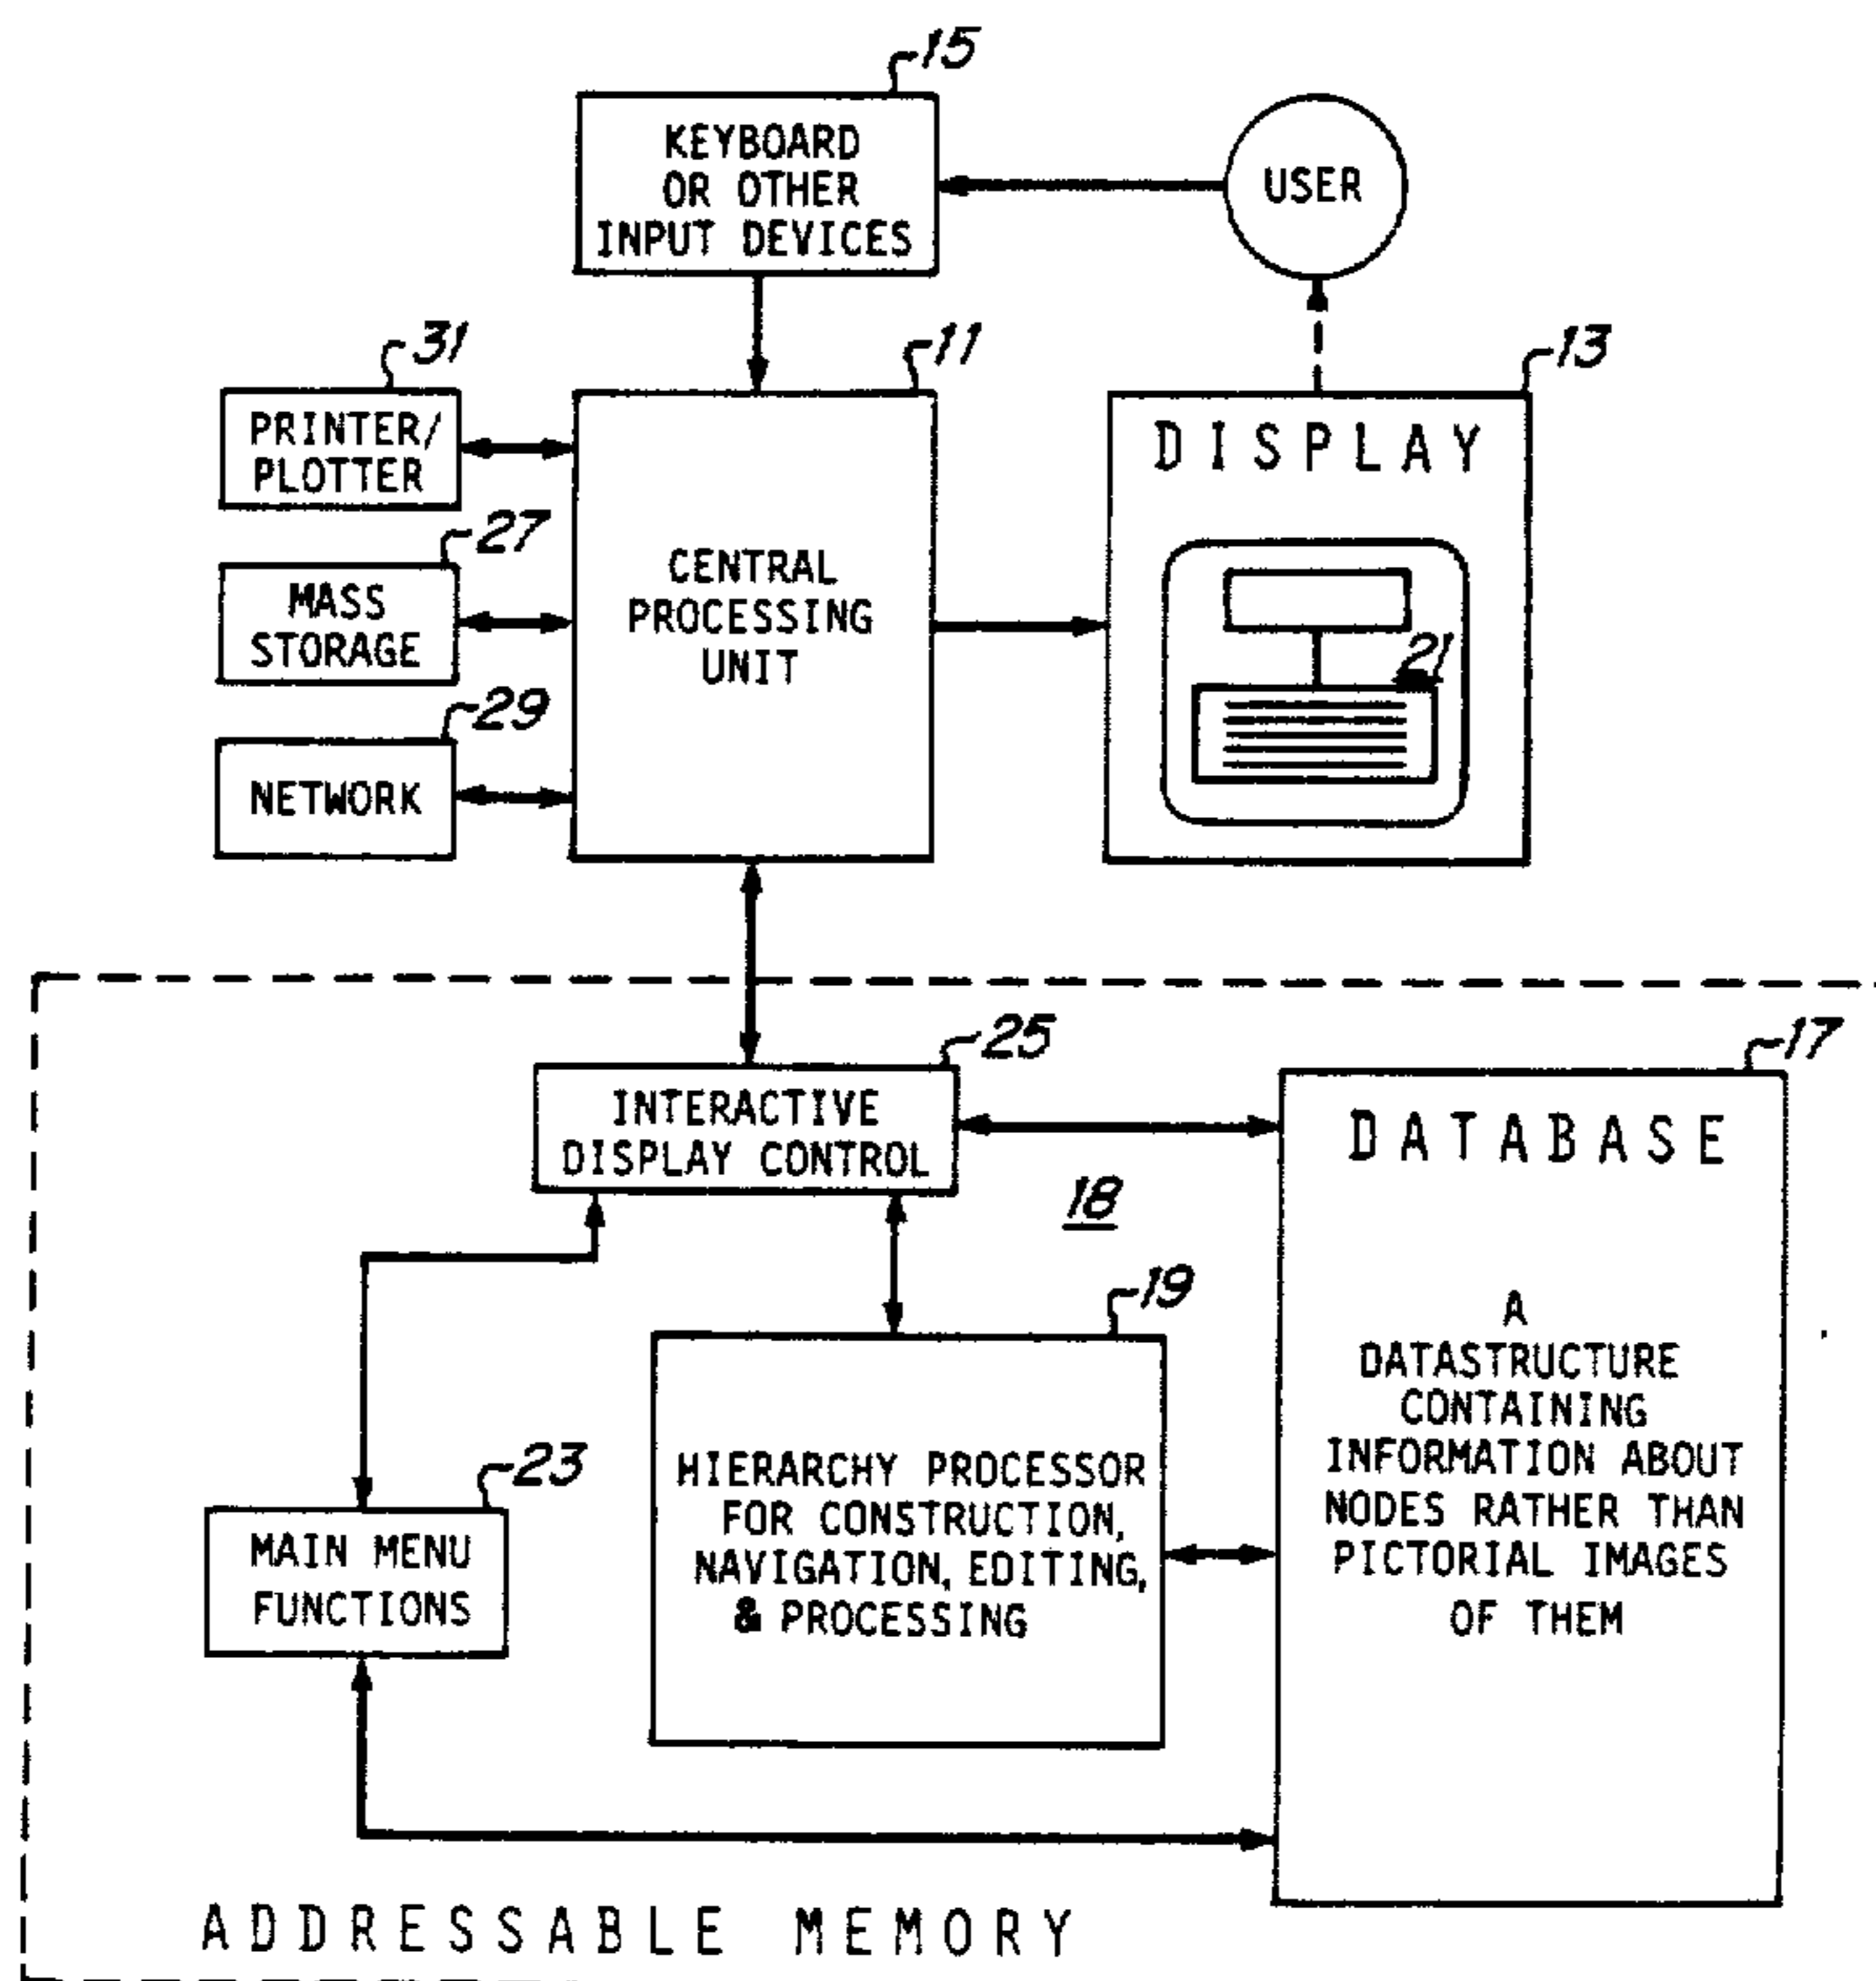 15
KEYBOARD
OR OTHER
INPUT DEVICES
USER
31
PRINTER/
PLOTTER
11
CENTRAL
PROCESSING
UNIT
13
DISPLAY
21
27
MASS
STORAGE
29
NETWORK
25
INTERACTIVE
DISPLAY CONTROL
17
DATABASE
A
DATASTRUCTURE
CONTAINING
INFORMATION ABOUT
NODES RATHER THAN
PICTORIAL IMAGES
OF THEM
18
19
HIERARCHY PROCESSOR
FOR CONSTRUCTION,
NAVIGATION, EDITING,
& PROCESSING
23
MAIN MENU
FUNCTIONS
ADDRESSABLE MEMORY